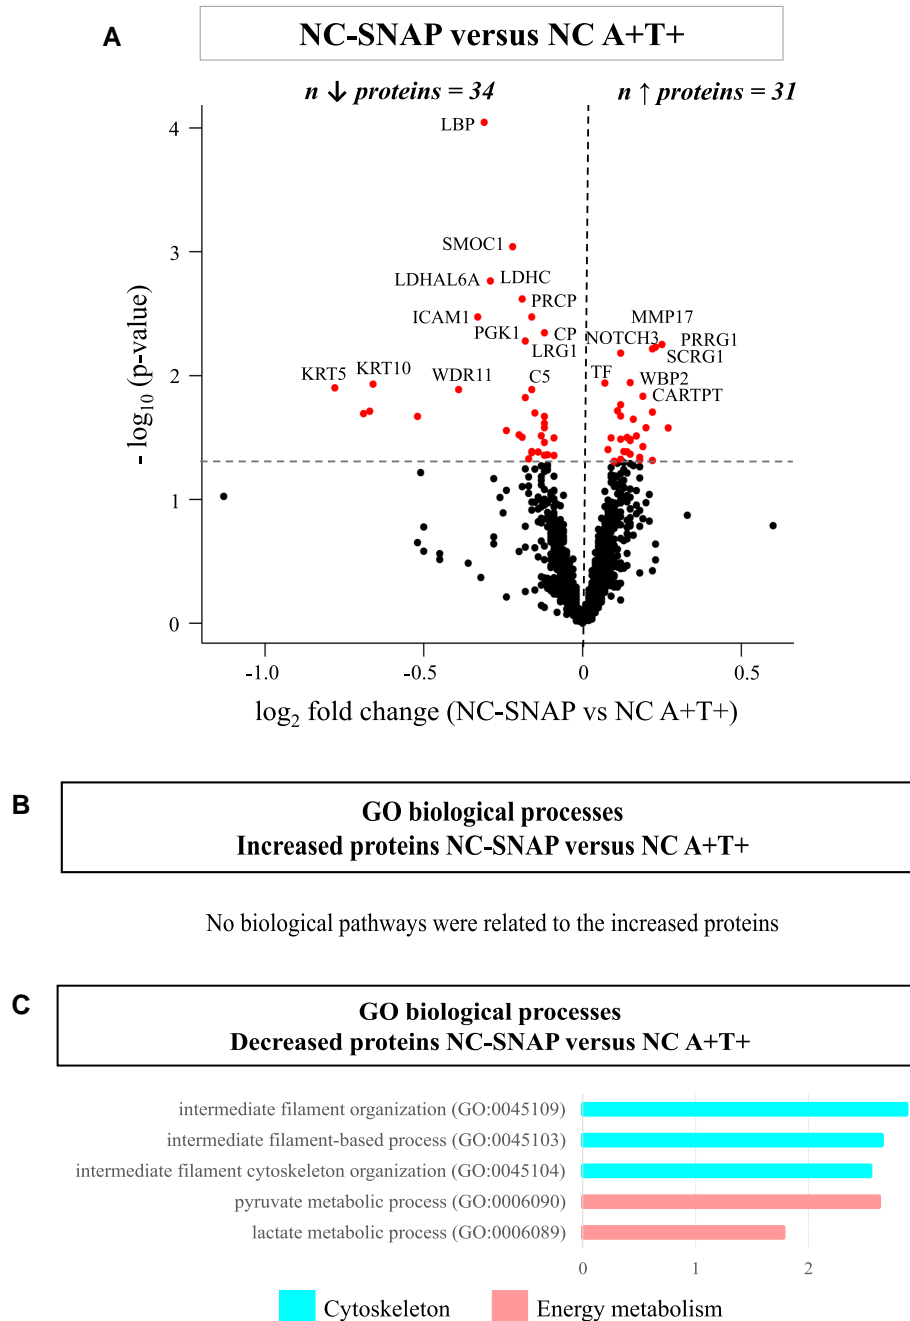 A
NC-SNAP versus NC A+T+
n ↓ proteins = 34
n ↑ proteins = 31
- log10 (p-value)
4
3
2
1
0
LBP
SMOC1
LDHAL6A
LDHC
PRCP
ICAM1
PGK1
CP
LRG1
MMP17
NOTCH3
PRRG1
SCRG1
KRT5
KRT10
WDR11
C5
TF
WBP2
CARTPT
-1.0
-0.5
0
0.5
log2 fold change (NC-SNAP vs NC A+T+)
B
GO biological processes
Increased proteins NC-SNAP versus NC A+T+
No biological pathways were related to the increased proteins
C
GO biological processes
Decreased proteins NC-SNAP versus NC A+T+
intermediate filament organization (GO:0045109)
intermediate filament-based process (GO:0045103)
intermediate filament cytoskeleton organization (GO:0045104)
pyruvate metabolic process (GO:0006090)
lactate metabolic process (GO:0006089)
0
1
2
Cytoskeleton
Energy metabolism